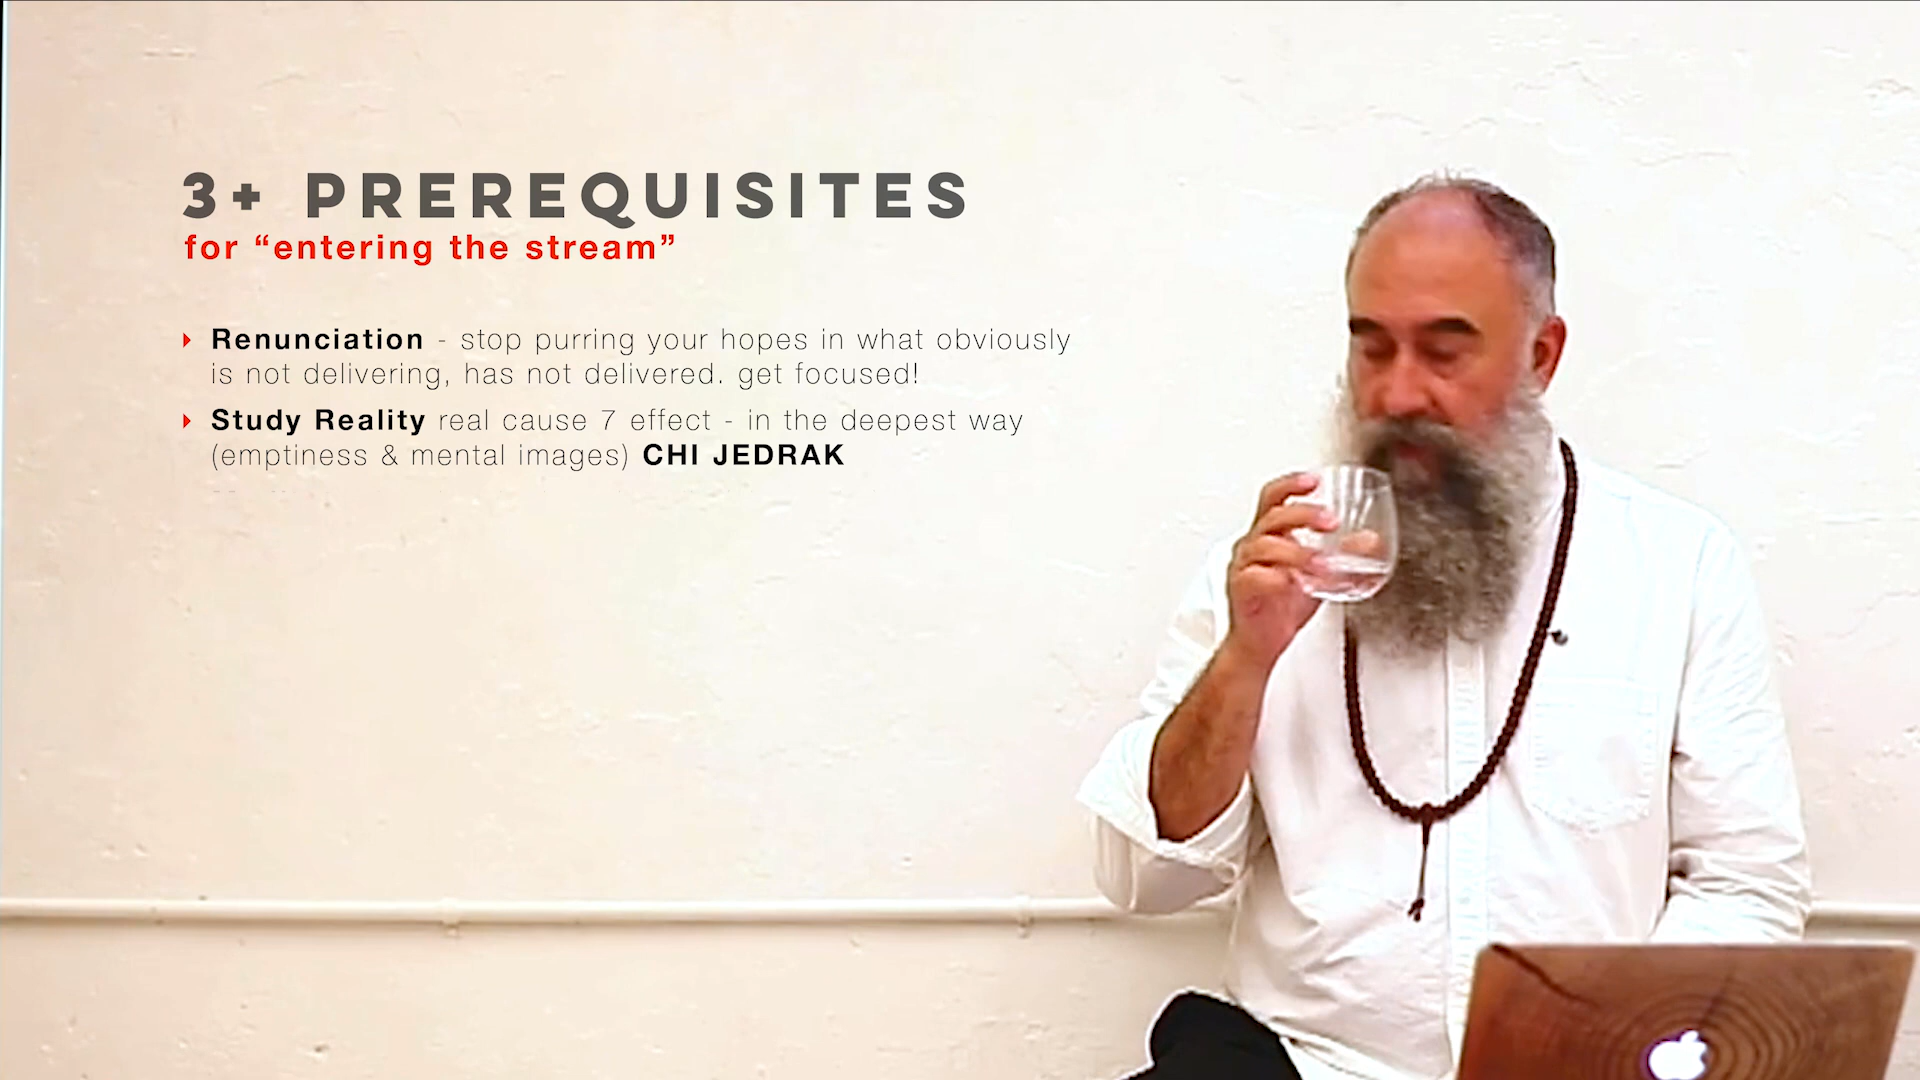 3+ PREREQUISITES
for “entering the stream”
Renunciation - stop purring your hopes in what obviously
is not delivering, has not delivered. get focused!
Study Reality real cause 7 effect - in the deepest way
(emptiness & mental images) CHI JEDRAK